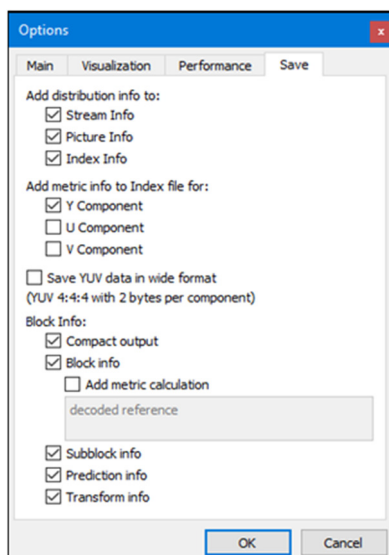 Options
x
Main Visualization Performance Save
Add distribution info to:
Stream Info
Picture Info
Index Info
Add metric info to Index file for:
Y Component
U Component
V Component
Save YUV data in wide format
(YUV 4:4:4 with 2 bytes per component)
Block Info:
Compact output
Block info
Add metric calculation
decoded reference
Subblock info
Prediction info
Transform info
OK Cancel